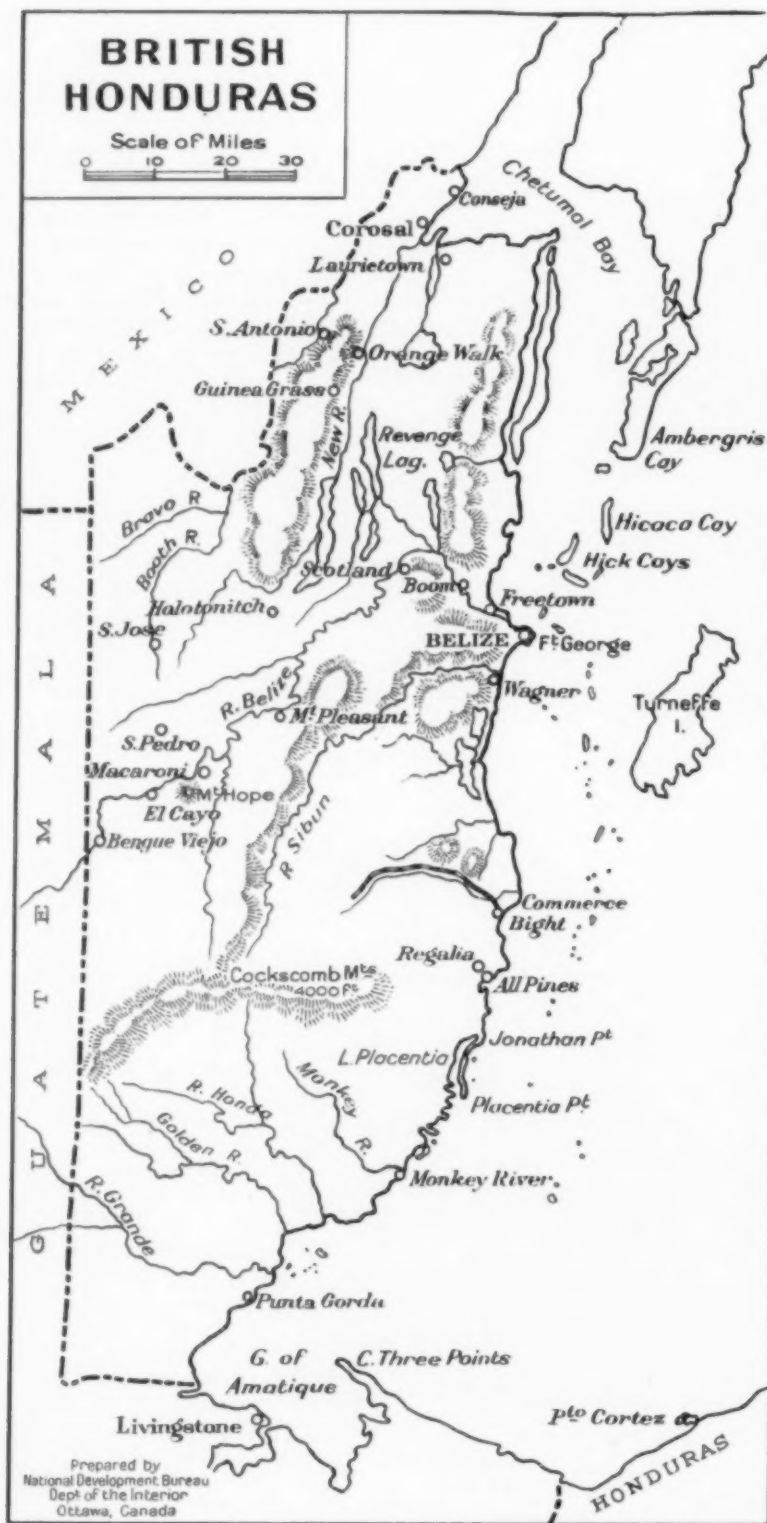 BRITISH
HONDURAS
Scale of Miles
0 10 20 30
Chetumal Bay
Conseja
Corosal
Laurietown
MEXICO
S. Antonio
Orange Walk
Guinea Grass
New R.
Revenge
Lag.
Ambergris
Cay
Bravo R.
Booth R.
Hicaca Cay
Hick Cays
Scotland
Boom
Holotonitch
Freetown
S. Jose
BELIZE
Ft. George
Wagner
R. Belize
Mt. Pleasant
Turneffe
I.
S. Pedro
Macaroni
Mt. Hope
El Cayo
Benque Viejo
R. Sibun
GUATEMALA
Commerce
Bight
Regalia
All Pines
Cockscomb Mts
4000 ft
Jonathan Pt
L. Placentia
Placentia Pt.
R. Hondo
Monkey
R.
Golden R.
Monkey River
R. Grande
Punta Gorda
G. of
Amatique
C. Three Points
Livingstone
Pto Cortez
HONDURAS
Prepared by
National Development Bureau
Dept of the Interior
Ottawa, Canada